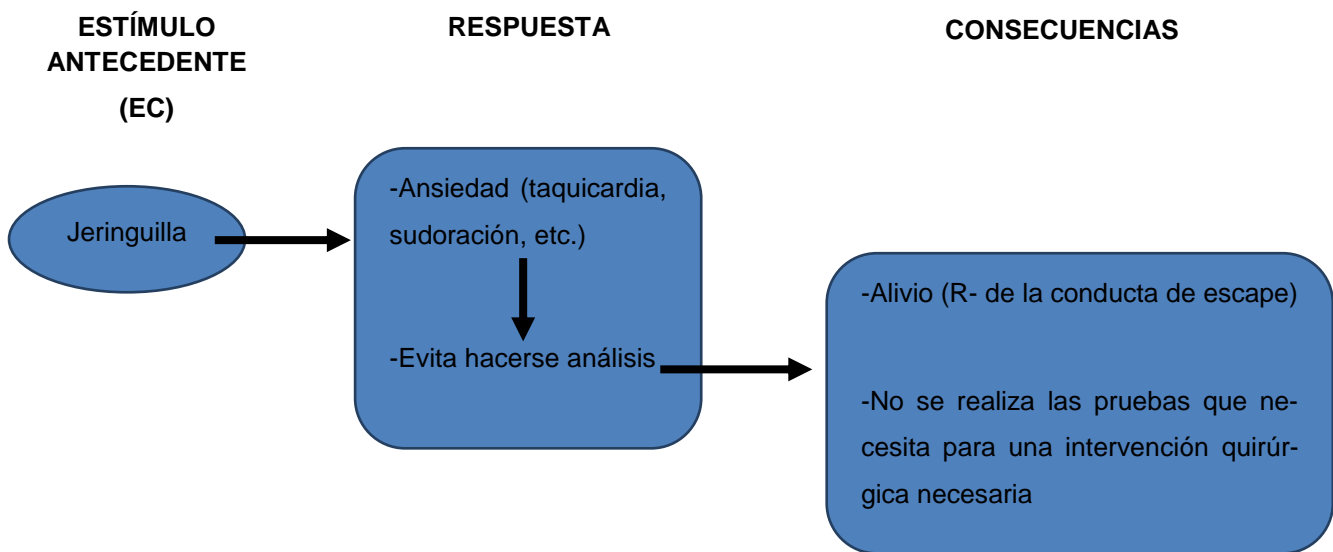 ESTÍMULO
ANTECEDENTE
(EC)
RESPUESTA
CONSECUENCIAS
Jeringuilla
-Ansiedad (taquicardia,
sudoración, etc.)
-Evita hacerse análisis
-Alivio (R- de la conducta de escape)
-No se realiza las pruebas que ne-
cesita para una intervención quirúr-
gica necesaria